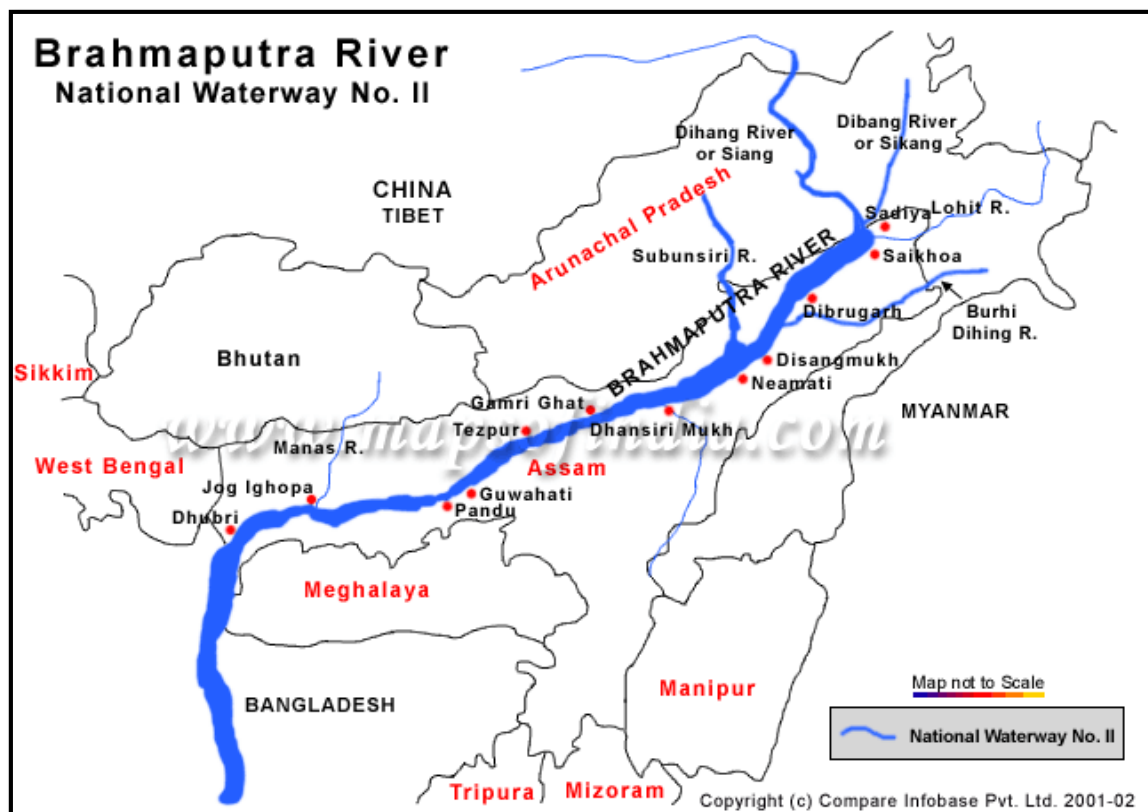 Brahmaputra River
National Waterway No. II
Dihang River
or Siang
Dibang River
or Sikang
CHINA
TIBET
Arunachal Pradesh
Sadiya
Lohit R.
Subunsiri R.
BRAHMAPUTRA RIVER
Saikhoa
Dibrugarh
Burhi
Dihing R.
Bhutan
Sikkim
Disangmukh
Neamati
Gamri Ghat
MYANMAR
www.mapsofindia.com
Tezpur
Dhansiri Mukh
Manas R.
West Bengal
Assam
Jog Ighopa
Guwahati
Pandu
Dhubri
Meghalaya
Manipur
Map not to Scale
BANGLADESH
National Waterway No. II
Tripura
Mizoram
Copyright (c) Compare Infobase Pvt. Ltd. 2001-02